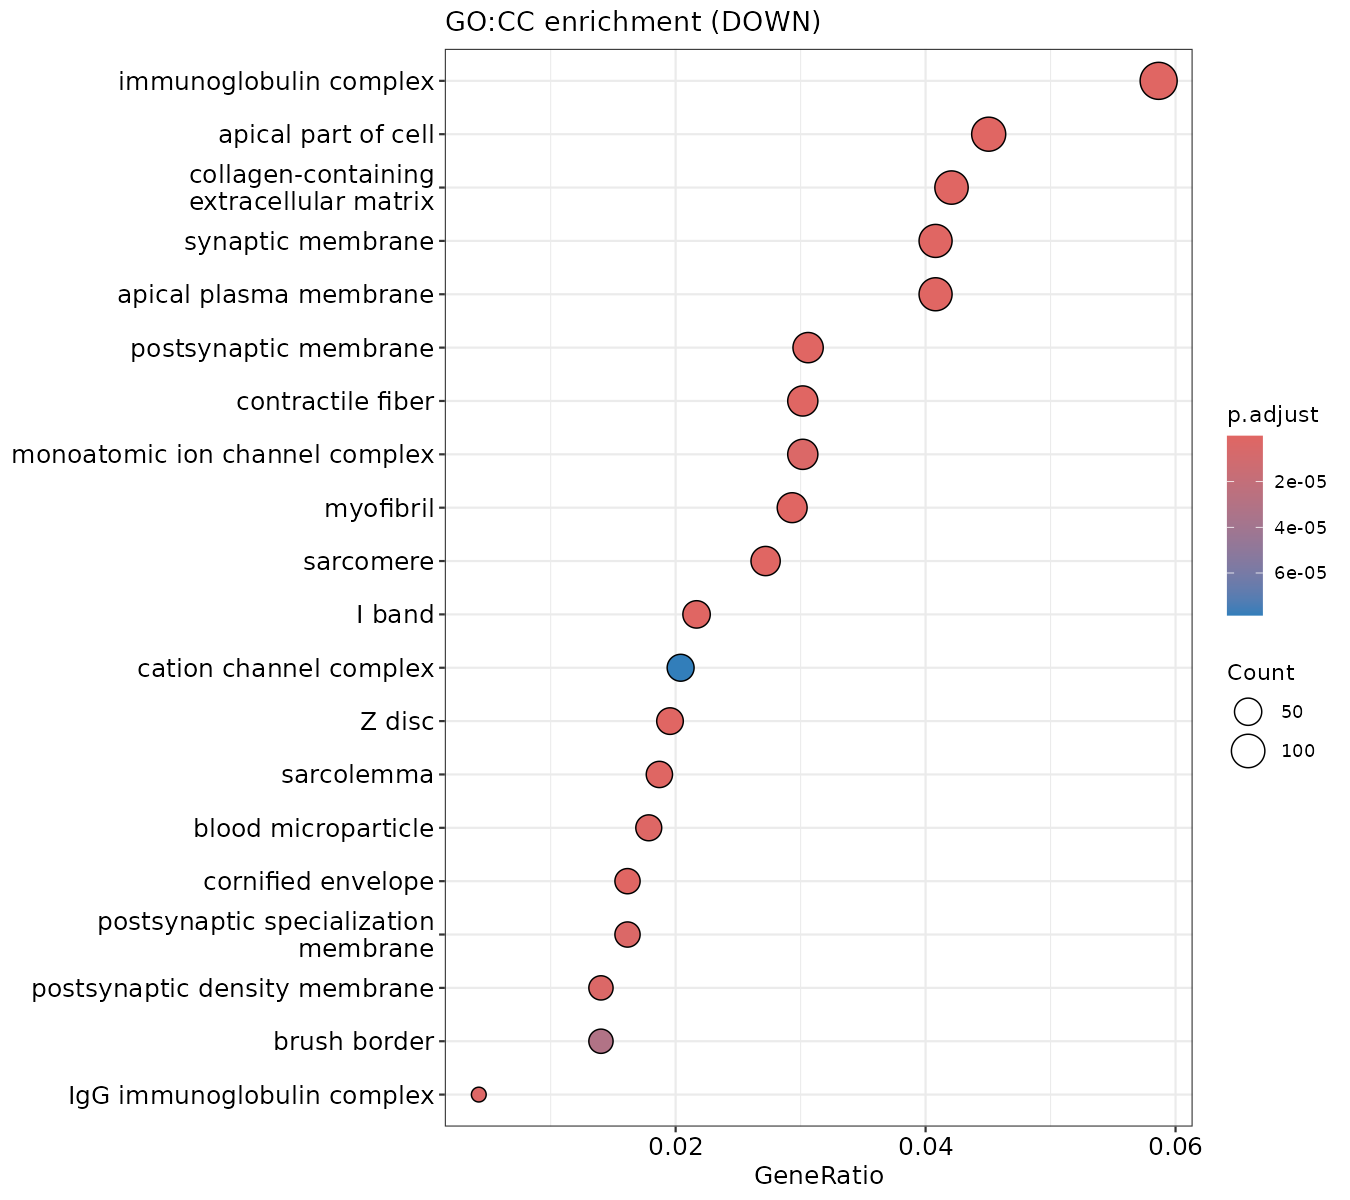 GO:CC enrichment (DOWN)
immunoglobulin complex
apical part of cell
collagen-containing
extracellular matrix
synaptic membrane
apical plasma membrane
postsynaptic membrane
contractile fiber
monoatomic ion channel complex
myofibril
sarcomere
I band
cation channel complex
Z disc
sarcolemma
blood microparticle
cornified envelope
postsynaptic specialization
membrane
postsynaptic density membrane
brush border
IgG immunoglobulin complex
0.02
0.04
0.06
GeneRatio
p.adjust
2e-05
4e-05
6e-05
Count
50
100